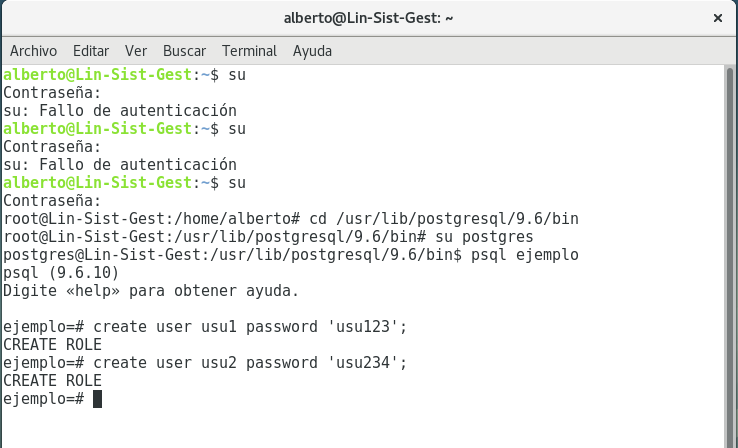 alberto@Lin-Sist-Gest: ~
×
Archivo Editar Ver Buscar Terminal Ayuda
alberto@Lin-Sist-Gest:~$ su
Contraseña:
su: Fallo de autenticación
alberto@Lin-Sist-Gest:~$ su
Contraseña:
su: Fallo de autenticación
alberto@Lin-Sist-Gest:~$ su
Contraseña:
root@Lin-Sist-Gest:/home/alberto# cd /usr/lib/postgresql/9.6/bin
root@Lin-Sist-Gest:/usr/lib/postgresql/9.6/bin# su postgres
postgres@Lin-Sist-Gest:/usr/lib/postgresql/9.6/bin$ psql ejemplo
psql (9.6.10)
Digite «help» para obtener ayuda.
ejemplo=# create user usu1 password 'usu123';
CREATE ROLE
ejemplo=# create user usu2 password 'usu234';
CREATE ROLE
ejemplo=#